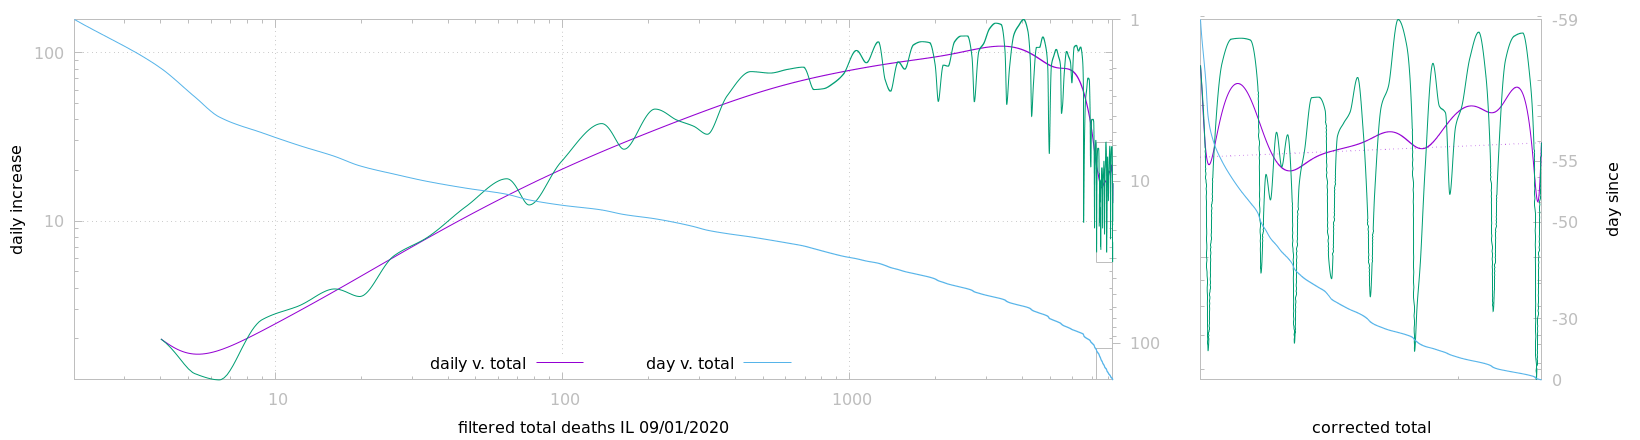 100
10
daily increase
10
100
1000
filtered total deaths IL 09/01/2020
daily v. total
day v. total
1
10
100
-59
-55
-50
-30
0
day since
corrected total